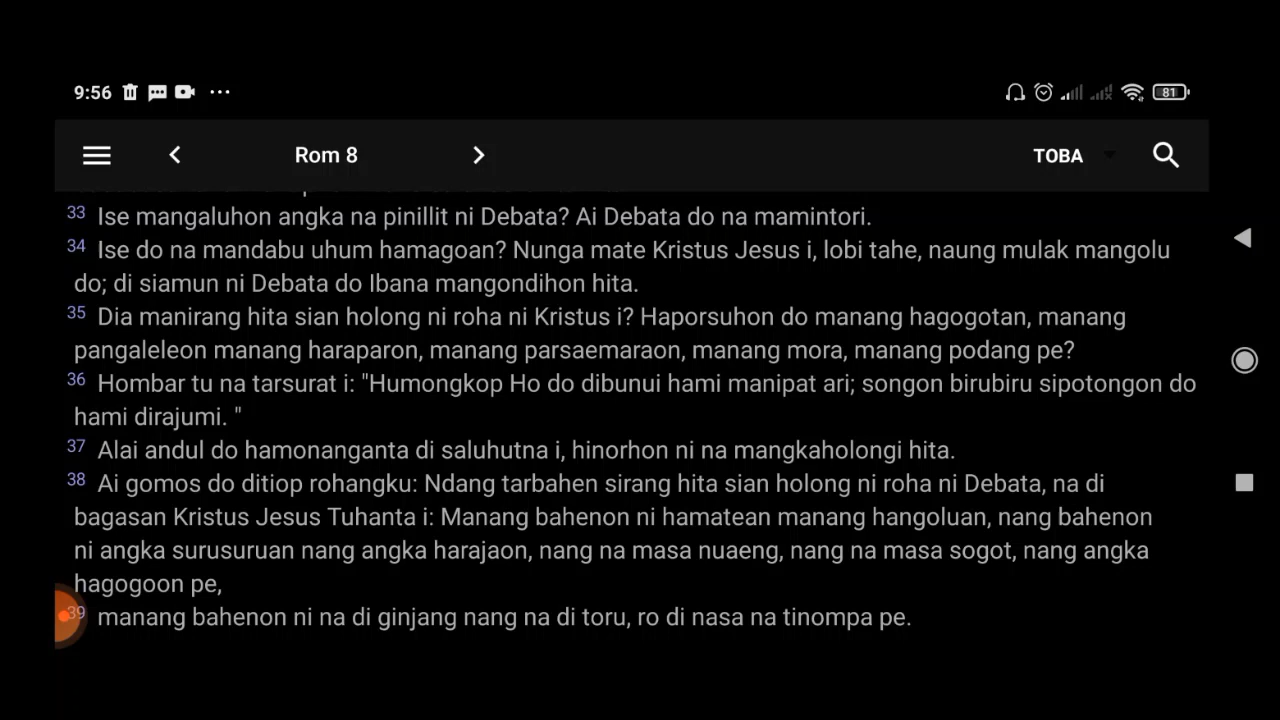 9:56
81
Rom 8
TOBA
33 Ise mangaluhon angka na pinillit ni Debata? Ai Debata do na mamintori.
34 Ise do na mandabu uhum hamagoan? Nunga mate Kristus Jesus i, lobi tahe, naung mulak mangolu
do; di siamun ni Debata do Ibana mangondihon hita.
35 Dia manirang hita sian holong ni roha ni Kristus i? Haporsuhon do manang hagogotan, manang
pangaleleon manang haraparon, manang parsaemaraon, manang mora, manang podang pe?
36 Hombar tu na tarsurat i: "Humongkop Ho do dibunui hami manipat ari; songon birubiru sipotongon do
hami dirajumi. "
37 Alai andul do hamonanganta di saluhutna i, hinorhon ni na mangkaholongi hita.
38 Ai gomos do ditiop rohangku: Ndang tarbahen sirang hita sian holong ni roha ni Debata, na di
bagasan Kristus Jesus Tuhanta i: Manang bahenon ni hamatean manang hangoluan, nang bahenon
ni angka surusuruan nang angka harajaon, nang na masa nuaeng, nang na masa sogot, nang angka
hagogoon pe,
39 manang bahenon ni na di ginjang nang na di toru, ro di nasa na tinompa pe.